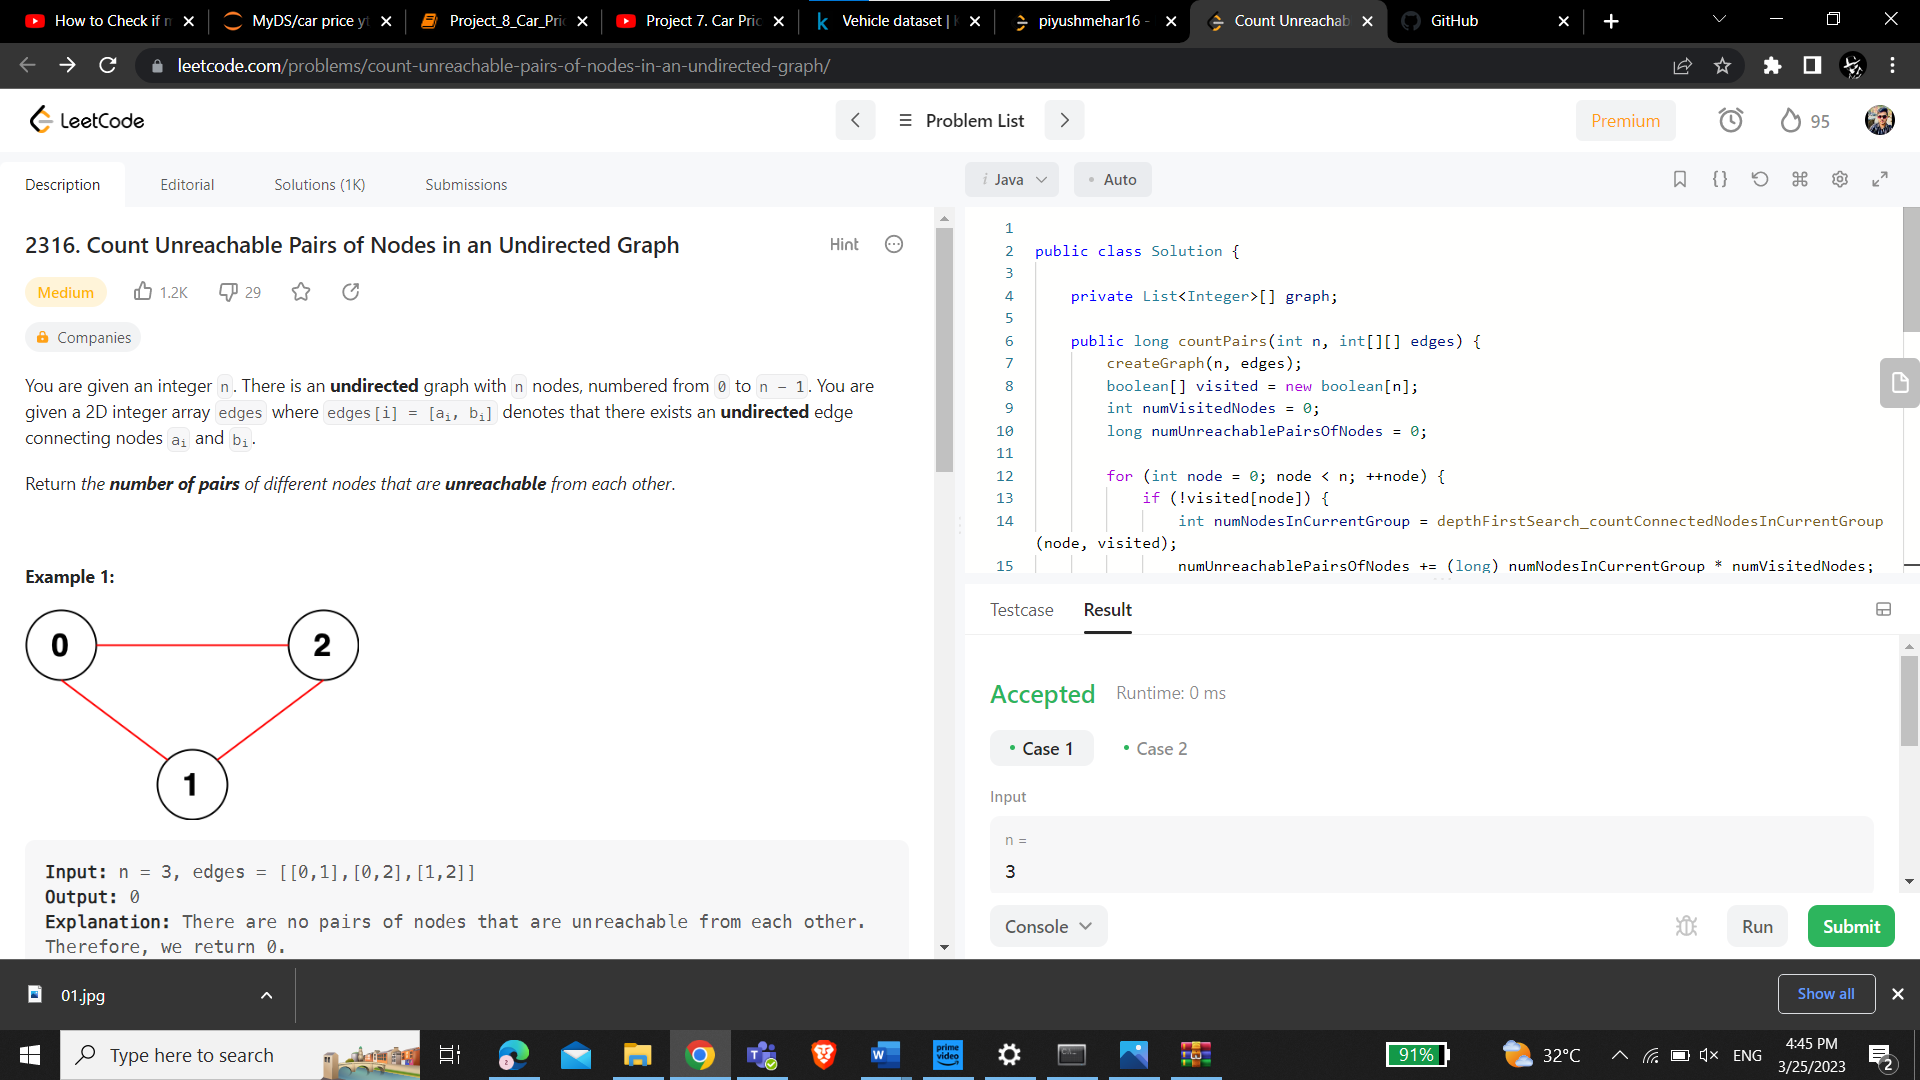 How to Check if m
MyDS/car price yt
Project_8_Car_Pric
Project 7. Car Pric
Vehicle dataset |
piyushmehar16 -
Count Unreachab
GitHub
leetcode.com/problems/count-unreachable-pairs-of-nodes-in-an-undirected-graph/
LeetCode
Problem List
Premium
95
Description
Editorial
Solutions (1K)
Submissions
i Java
• Auto
2316. Count Unreachable Pairs of Nodes in an Undirected Graph
Hint
Medium
1.2K
29
Companies
You are given an integer n. There is an undirected graph with n nodes, numbered from 0 to n - 1. You are
given a 2D integer array edges where edges[i] = [ai, bi] denotes that there exists an undirected edge
connecting nodes ai and bi.
Return the number of pairs of different nodes that are unreachable from each other.
Example 1:
0
2
1
Input: n = 3, edges = [[0,1],[0,2],[1,2]]
Output: 0
Explanation: There are no pairs of nodes that are unreachable from each other.
Therefore, we return 0.
1
2 public class Solution {
3
4 private List<Integer>[] graph;
5
6 public long countPairs(int n, int[][] edges) {
7 createGraph(n, edges);
8 boolean[] visited = new boolean[n];
9 int numVisitedNodes = 0;
10 long numUnreachablePairsOfNodes = 0;
11
12 for (int node = 0; node < n; ++node) {
13 if (!visited[node]) {
14 int numNodesInCurrentGroup = depthFirstSearch_countConnectedNodesInCurrentGroup
(node, visited);
15 numUnreachablePairsOfNodes += (long) numNodesInCurrentGroup * numVisitedNodes;
Testcase
Result
Accepted
Runtime: 0 ms
• Case 1
• Case 2
Input
n =
3
Console
Run
Submit
01.jpg
Show all
Type here to search
prime video
91%
32°C
ENG
4:45 PM
3/25/2023
2